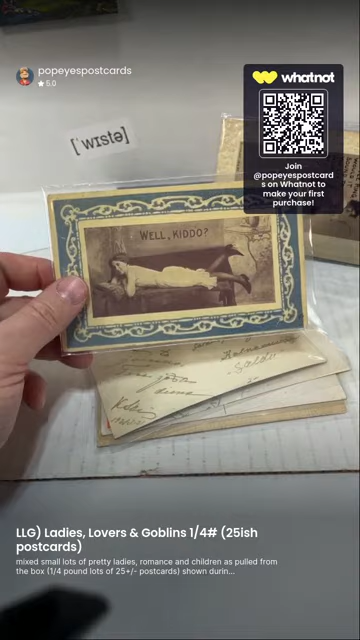 popeyespostcards
★ 5.0
whatnot
Join
@popeyespostcard
s on Whatnot to
make your first
purchase!
['wɪstə]
WELL, KIDDO?
LLG) Ladies, Lovers & Goblins 1/4# (25ish
postcards)
mixed small lots of pretty ladies, romance and children as pulled from
the box (1/4 pound lots of 25+/- postcards) shown durin...